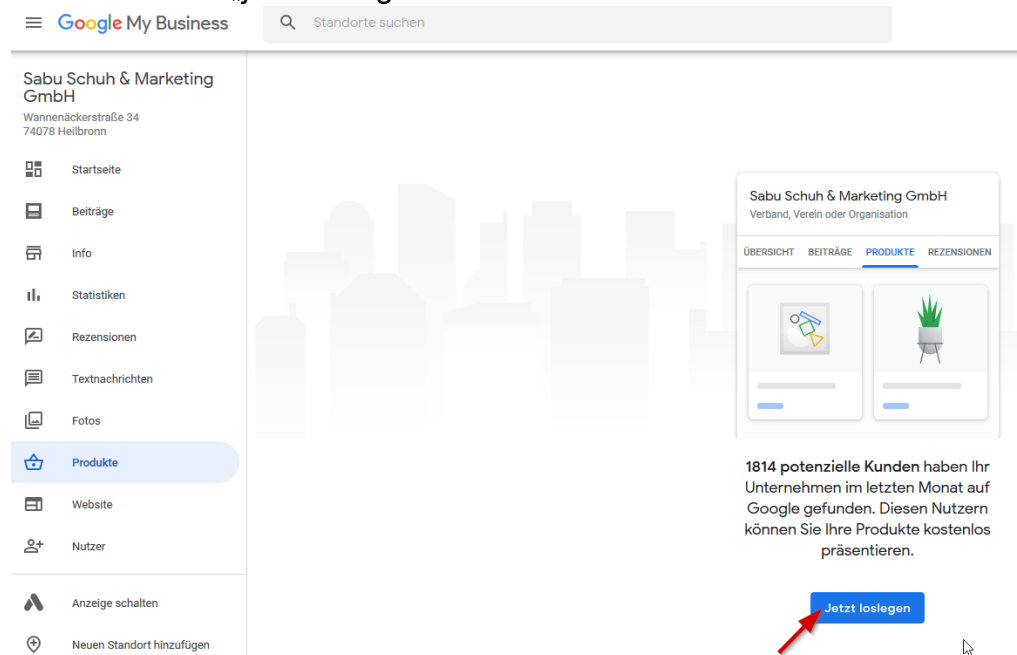 Google My Business
Standorte suchen
Sabu Schuh & Marketing
GmbH
Wannenäckerstraße 34
74078 Heilbronn
Startseite
Beiträge
Info
Statistiken
Rezensionen
Textnachrichten
Fotos
Produkte
Website
Nutzer
Anzeige schalten
Neuen Standort hinzufügen
Sabu Schuh & Marketing GmbH
Verband, Verein oder Organisation
ÜBERSICHT BEITRÄGE PRODUKTE REZENSIONEN
1814 potenzielle Kunden haben Ihr
Unternehmen im letzten Monat auf
Google gefunden. Diesen Nutzern
können Sie Ihre Produkte kostenlos
präsentieren.
Jetzt loslegen